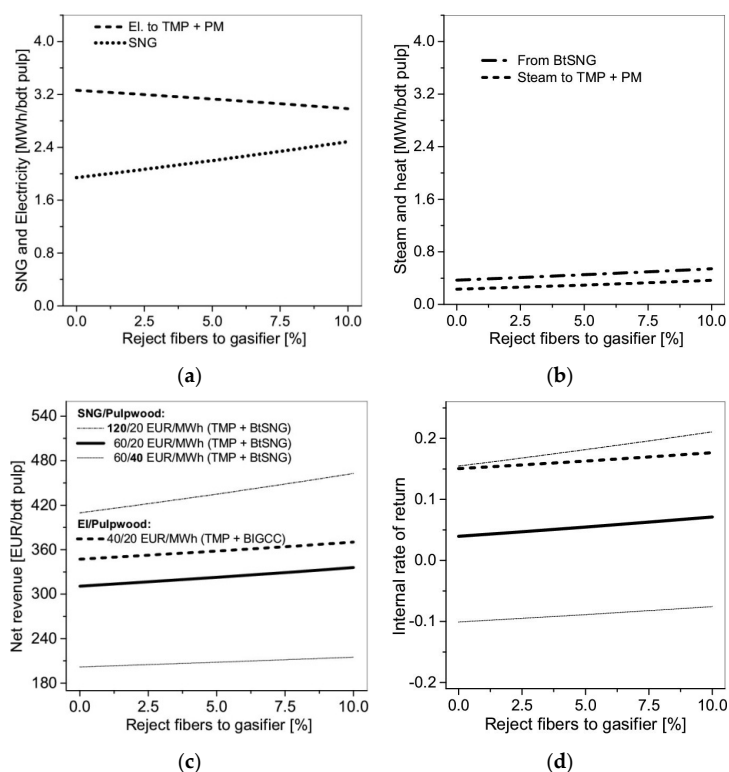 El. to TMP + PM
SNG
SNG and Electricity [MWh/bdt pulp]
4.0
3.2
2.4
1.6
0.8
0.0
0.0
2.5
5.0
7.5
10.0
Reject fibers to gasifier [%]
(a)
From BtSNG
Steam to TMP + PM
Steam and heat [MWh/bdt pulp]
4.0
3.2
2.4
1.6
0.8
0.0
0.0
2.5
5.0
7.5
10.0
Reject fibers to gasifier [%]
(b)
SNG/Pulpwood:
120/20 EUR/MWh (TMP + BtSNG)
60/20 EUR/MWh (TMP + BtSNG)
60/40 EUR/MWh (TMP + BtSNG)
El/Pulpwood:
40/20 EUR/MWh (TMP + BIGCC)
Net revenue [EUR/bdt pulp]
540
480
420
360
300
240
180
0.0
2.5
5.0
7.5
10.0
Reject fibers to gasifier [%]
(c)
Internal rate of return
0.2
0.1
0.0
-0.1
-0.2
0.0
2.5
5.0
7.5
10.0
Reject fibers to gasifier [%]
(d)